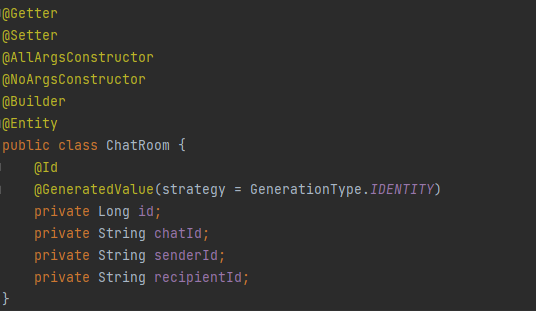 @Getter
@Setter
@AllArgsConstructor
@NoArgsConstructor
@Builder
@Entity
public class ChatRoom {
    @Id
    @GeneratedValue(strategy = GenerationType.IDENTITY)
    private Long id;
    private String chatId;
    private String senderId;
    private String recipientId;
}